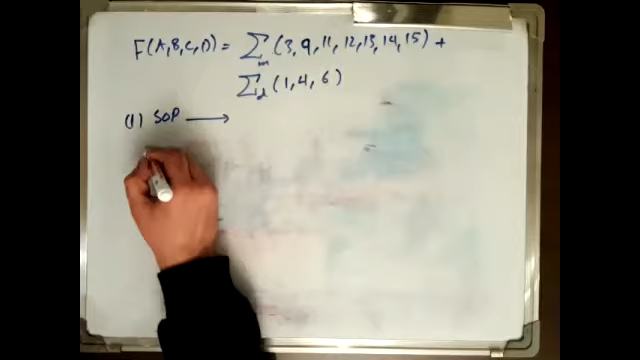 F(A,B,C,D) = Σm (3, 9, 11, 12, 13, 14, 15) +
Σd (1, 4, 6)
(1) SOP →